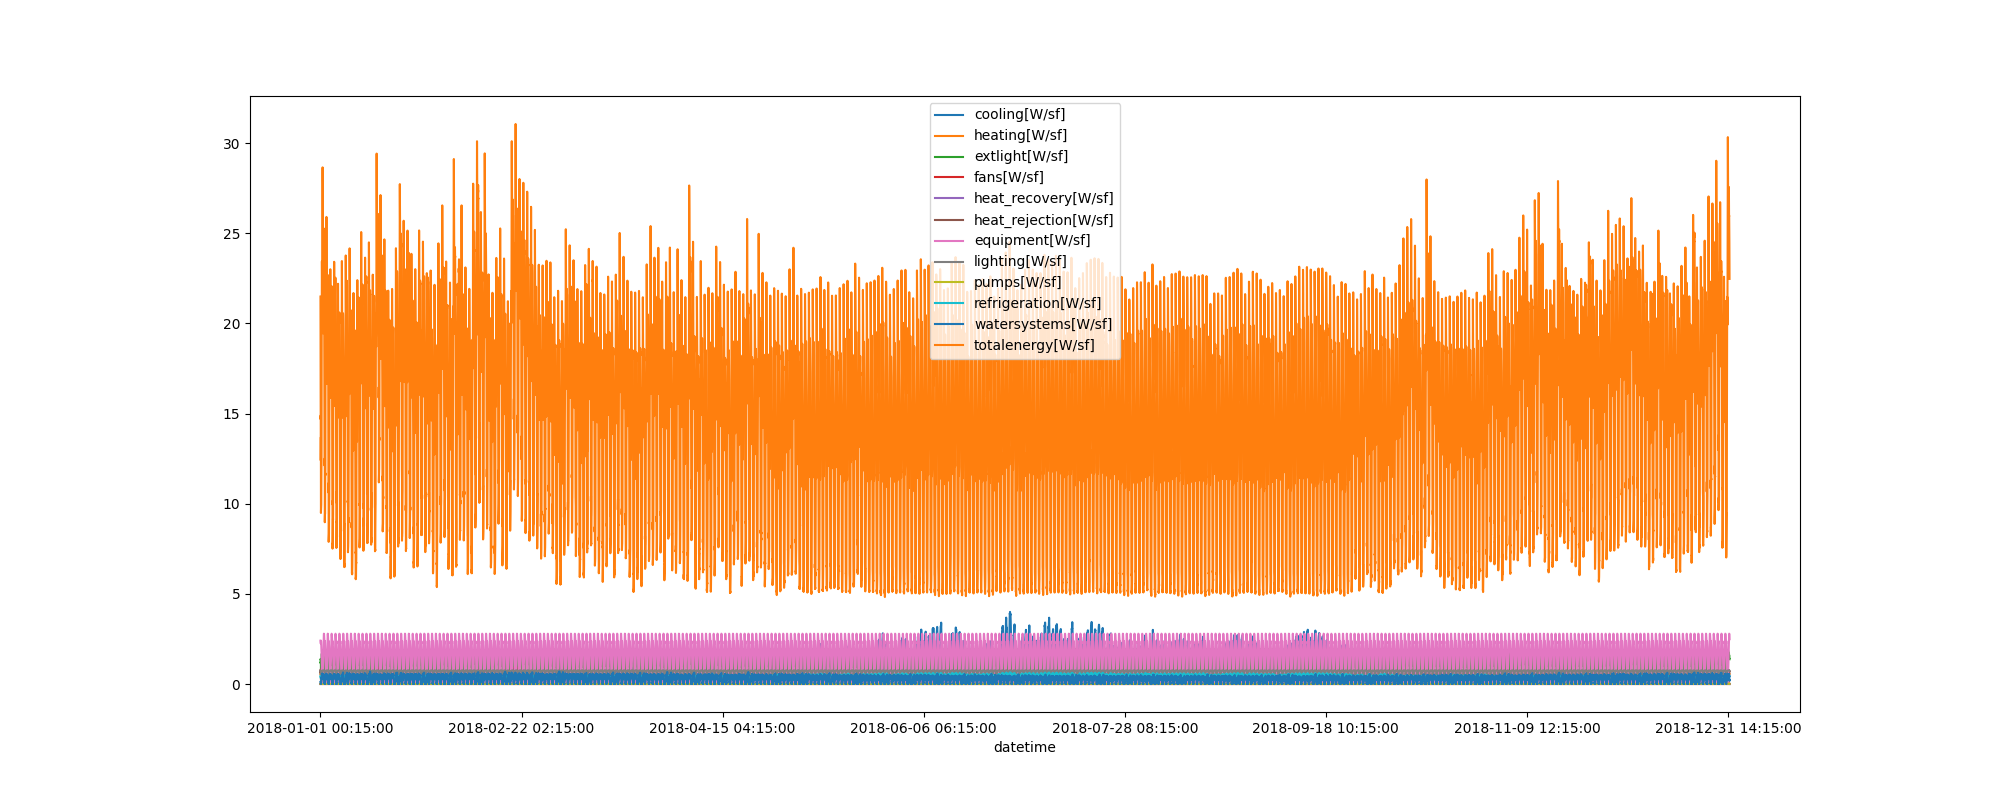 cooling[W/sf]
heating[W/sf]
extlight[W/sf]
fans[W/sf]
heat_recovery[W/sf]
heat_rejection[W/sf]
equipment[W/sf]
lighting[W/sf]
pumps[W/sf]
refrigeration[W/sf]
watersystems[W/sf]
totalenergy[W/sf]
30
25
20
15
10
5
0
2018-01-01 00:15:00 2018-02-22 02:15:00 2018-04-15 04:15:00 2018-06-06 06:15:00 2018-07-28 08:15:00 2018-09-18 10:15:00 2018-11-09 12:15:00 2018-12-31 14:15:00
datetime